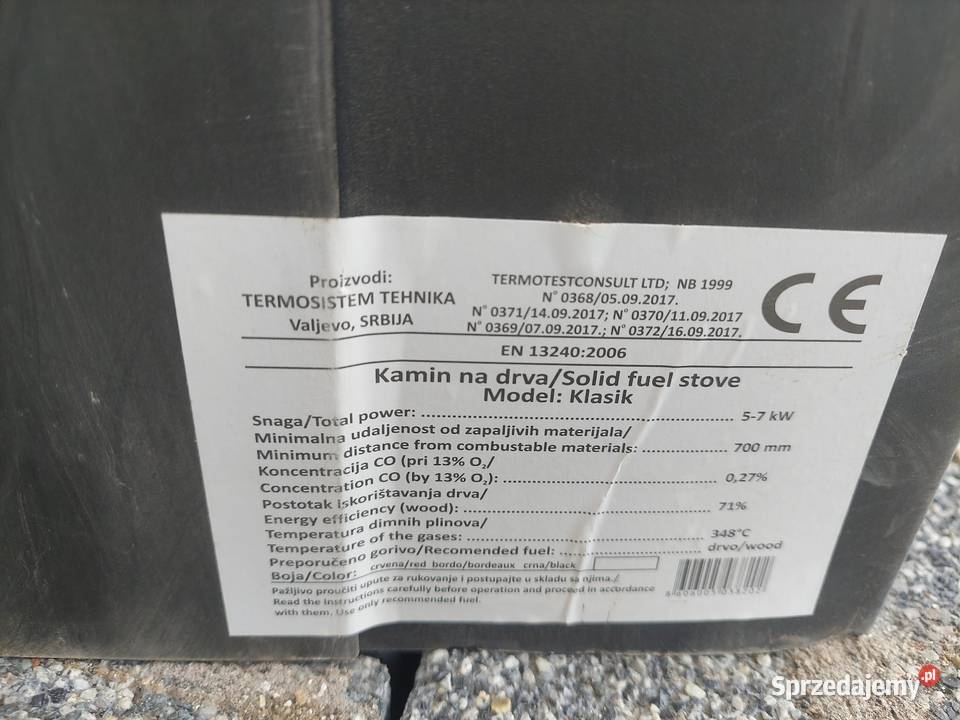 Proizvodi:
TERMOSISTEM TEHNIKA
Valjevo, SRBIJA
TERMOTESTCONSULT LTD; NB 1999
N° 0368/05.09.2017.
N° 0371/14.09.2017; N° 0370/11.09.2017
N° 0369/07.09.2017.; N° 0372/16.09.2017.
CE
EN 13240:2006
Kamin na drva/Solid fuel stove
Model: Klasik
Snaga/Total power: 5-7 kW
Minimalna udaljenost od zapaljivih materijala/
Minimum distance from combustable materials: 700 mm
Koncentracija CO (pri 13% O₂/
Concentration CO (by 13% O₂): 0,27%
Postotak iskorištavanja drva/
Energy efficiency (wood): 71%
Temperatura dimnih plinova/
Temperature of the gases: 348°C
Preporučeno gorivo/Recomended fuel: drvo/wood
Boja/Color: crvena/red bordo/bordeaux crna/black
Pažljivo proučiti upute za rukovanje i postupajte u skladu sa njima./
Read the instructions carefully before operation and proceed in accordance
with them. Use only recommended fuel.
Sprzedajemy.pl